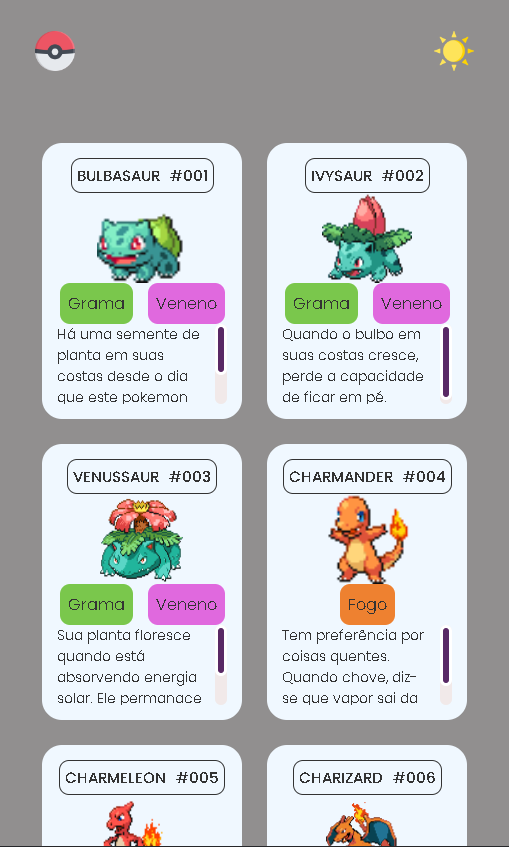 BULBASAUR #001
Grama Veneno
Há uma semente de
planta em suas
costas desde o dia
que este pokemon
IVYSAUR #002
Grama Veneno
Quando o bulbo em
suas costas cresce,
perde a capacidade
de ficar em pé.
VENUSSAUR #003
Grama Veneno
Sua planta floresce
quando está
absorvendo energia
solar. Ele permanace
CHARMANDER #004
Fogo
Tem preferência por
coisas quentes.
Quando chove, diz-
se que vapor sai da
CHARMELEON #005
CHARIZARD #006